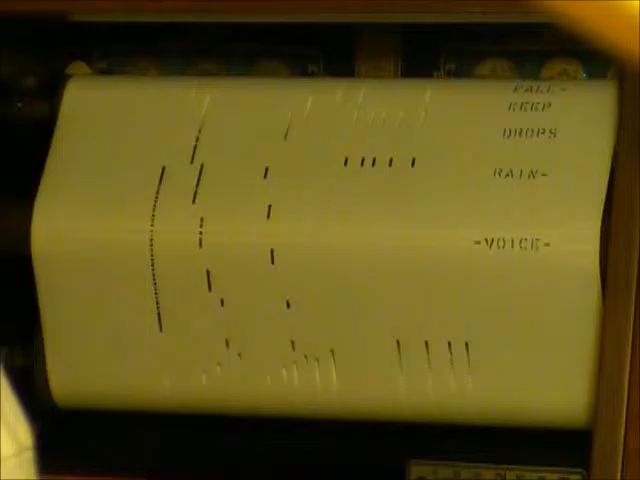 FALL-
KEEP
DROPS
RAIN-
-VOICE-